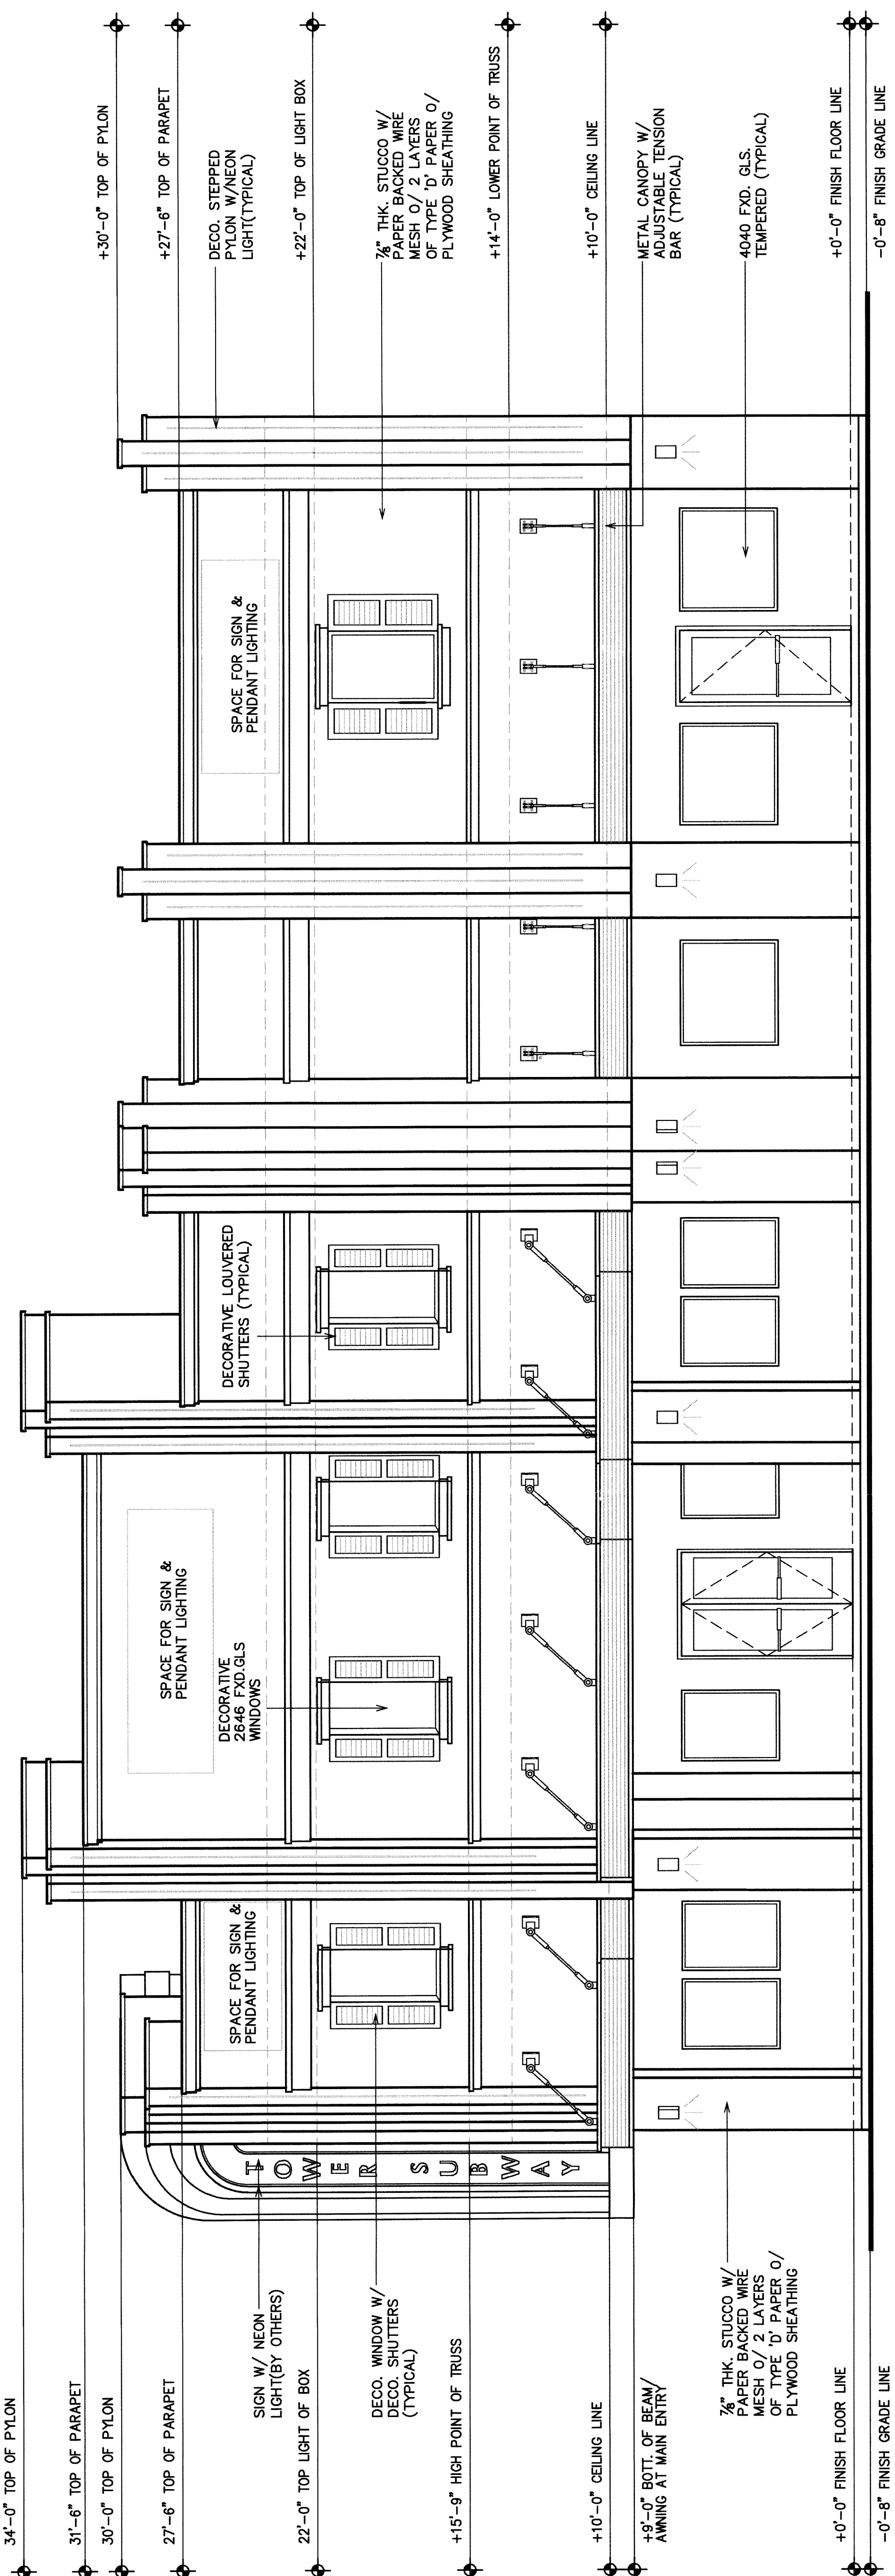 34'-0" TOP OF PYLON
31'-6" TOP OF PARAPET
30'-0" TOP OF PYLON
27'-6" TOP OF PARAPET
SIGN W/ NEON
LIGHT(BY OTHERS)
22'-0" TOP LIGHT OF BOX
DECO. WINDOW W/
DECO. SHUTTERS
(TYPICAL)
+15'-9" HIGH POINT OF TRUSS
+10'-0" CEILING LINE
+9'-0" BOTT. OF BEAM/
AWNING AT MAIN ENTRY
7/8" THK. STUCCO W/
PAPER BACKED WIRE
MESH O/ 2 LAYERS
OF TYPE 'D' PAPER O/
PLYWOOD SHEATHING
+0'-0" FINISH FLOOR LINE
-0'-8" FINISH GRADE LINE
TOWER SUBWAY
SPACE FOR SIGN &
PENDANT LIGHTING
SPACE FOR SIGN &
PENDANT LIGHTING
DECORATIVE
2646 FXD.GLS
WINDOWS
DECORATIVE LOUVERED
SHUTTERS (TYPICAL)
SPACE FOR SIGN &
PENDANT LIGHTING
+30'-0" TOP OF PYLON
+27'-6" TOP OF PARAPET
DECO. STEPPED
PYLON W/NEON
LIGHT(TYPICAL)
+22'-0" TOP OF LIGHT BOX
7/8" THK. STUCCO W/
PAPER BACKED WIRE
MESH O/ 2 LAYERS
OF TYPE 'D' PAPER O/
PLYWOOD SHEATHING
+14'-0" LOWER POINT OF TRUSS
+10'-0" CEILING LINE
METAL CANOPY W/
ADJUSTABLE TENSION
BAR (TYPICAL)
4040 FXD. GLS.
TEMPERED (TYPICAL)
+0'-0" FINISH FLOOR LINE
-0'-8" FINISH GRADE LINE